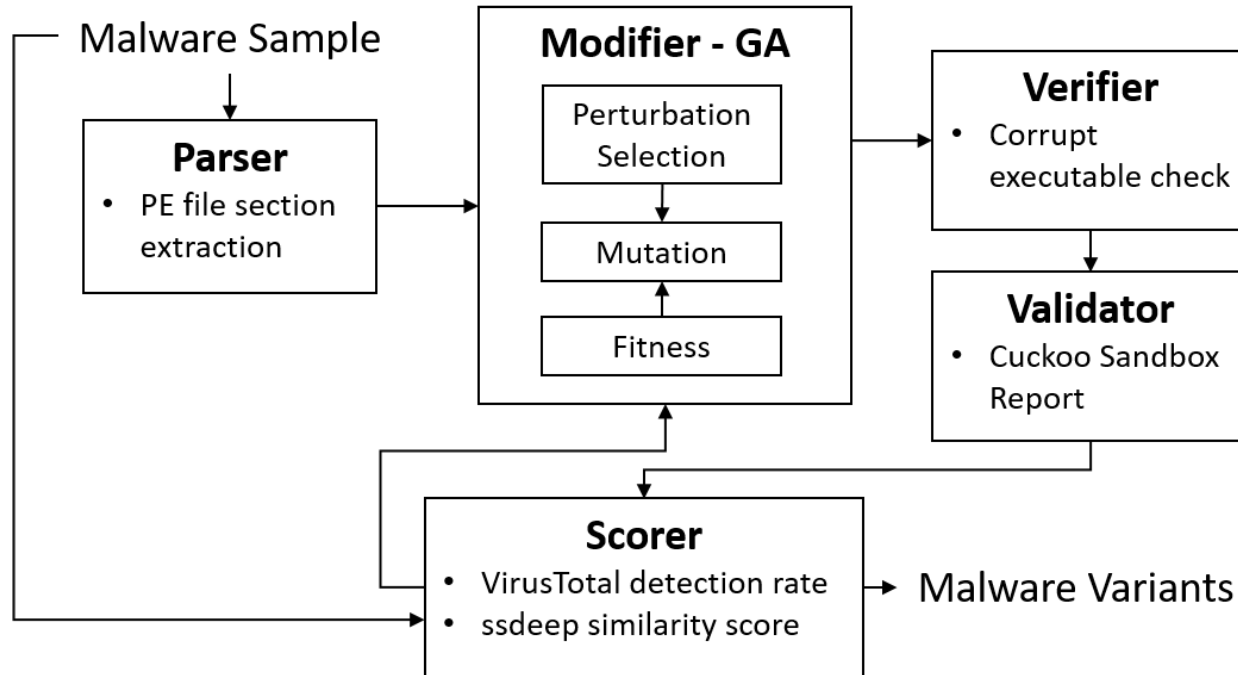 Malware Sample
Parser
• PE file section
extraction
Modifier - GA
Perturbation
Selection
Mutation
Fitness
Verifier
• Corrupt
executable check
Validator
• Cuckoo Sandbox
Report
Scorer
• VirusTotal detection rate
• ssdeep similarity score
Malware Variants